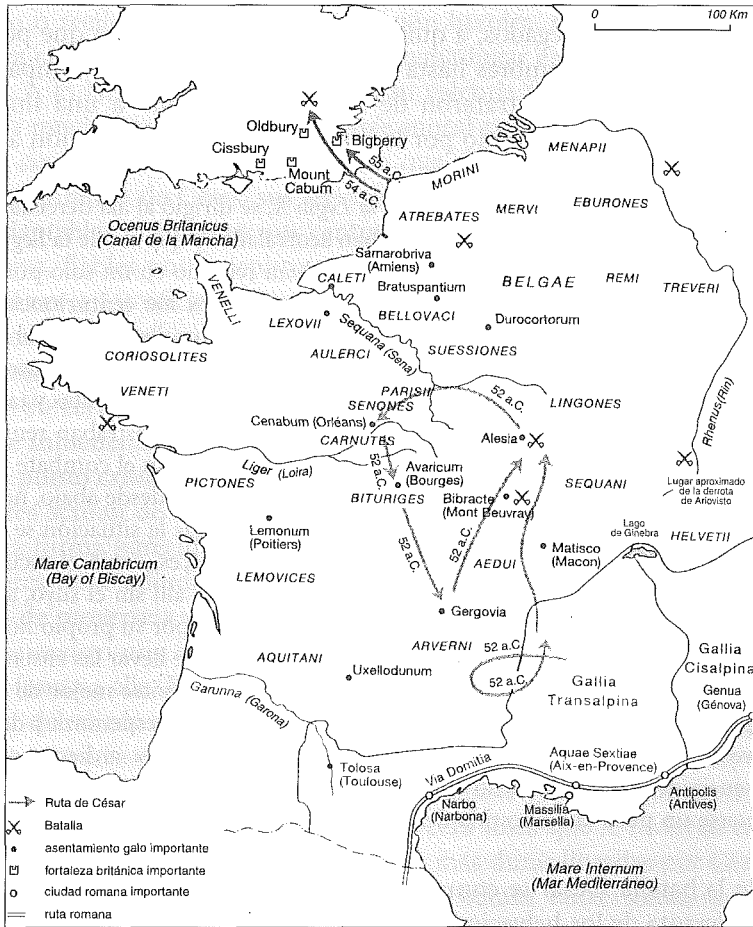 0 100 Km
Oldbury
Bigberry
Cissbury
Mount
Cabum
55 a.C.
54 a.C.
MORINI
MENAPII
ATREBATES
MERVI
EBURONES
Ocenus Britanicus
(Canal de la Mancha)
Samarobriva
(Amiens)
CALETI
Bratuspantium
BELGAE
REMI
TREVERI
VENELLI
LEXOVII
Sequana (Sena)
BELLOVACI
Durocortorum
CORIOSOLITES
AULERCI
SUESSIONES
VENETI
PARISII
SENONES
52 a.C.
LINGONES
Rhenus (Rin)
Cenabum (Orléans)
CARNUTES
Alesia
52 a.C.
Liger (Loira)
PICTONES
Avaricum
(Bourges)
BITURIGES
Bibracte
(Mont Beuvray)
SEQUANI
Lugar aproximado
de la derrota
de Ariovisto
Lemonum
(Poitiers)
52 a.C.
52 a.C.
Lago
de Ginebra
HELVETII
Mare Cantabricum
(Bay of Biscay)
LEMOVICES
AEDUI
Matisco
(Macon)
Gergovia
AQUITANI
ARVERNI
52 a.C.
52 a.C.
Uxellodunum
Gallia
Transalpina
Gallia
Cisalpina
Genua
(Génova)
Garunna (Garona)
Tolosa
(Toulouse)
Via Domitia
Aquae Sextiae
(Aix-en-Provence)
Narbo
(Narbona)
Massilia
(Marsella)
Antípolis
(Antives)
Mare Internum
(Mar Mediterráneo)
Ruta de César
Batalla
asentamiento galo importante
fortaleza británica importante
ciudad romana importante
ruta romana